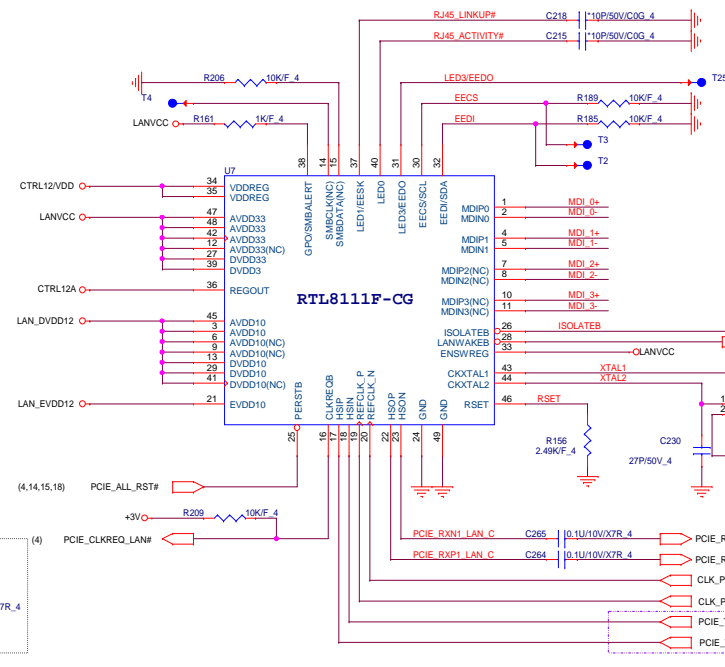 RJ45_LINKUP# C218 *10P/50V/C0G_4
RJ45_ACTIVITY# C215 *10P/50V/C0G_4
R206 10K/F_4 LED3/EEDO T25
T4 EECS R189 10K/F_4
LANVCC R161 1K/F_4 EEDI R185 10K/F_4
T3
T2
38 14 15 37 40 31 30 32
U7
GPO/SMBALERT SMBCLK(NC) SMBDATA(NC) LED1/EESK LED0 LED3/EEDO EECS/SCL EEDI/SDA
CTRL12/VDD 34 VDDREG
35 VDDREG
LANVCC 47 AVDD33
48 AVDD33
42 AVDD33
12 AVDD33(NC)
27 DVDD33
39 DVDD3
CTRL12A 36 REGOUT
RTL8111F-CG
LAN_DVDD12 45 AVDD10
3 AVDD10
6 AVDD10(NC)
9 AVDD10(NC)
13 DVDD10
29 DVDD10
41 DVDD10(NC)
LAN_EVDD12 21 EVDD10
MDIP0 1 MDI_0+
MDIN0 2 MDI_0-
MDIP1 4 MDI_1+
MDIN1 5 MDI_1-
MDIP2(NC) 7 MDI_2+
MDIN2(NC) 8 MDI_2-
MDIP3(NC) 10 MDI_3+
MDIN3(NC) 11 MDI_3-
ISOLATEB 26 ISOLATEB
LANWAKEB 28
ENSWREG 33 LANVCC
CKXTAL1 43 XTAL1
CKXTAL2 44 XTAL2
RSET 46 RSET
PERSTB CLKREQB HSIP HSIN REFCLK_P REFCLK_N HSOP HSON GND GND
25 16 17 18 19 20 22 23 24 49
1
2
R156
2.49K/F_4
C230
27P/50V_4
(4,14,15,18) PCIE_ALL_RST#
+3V R209 10K/F_4
(4) PCIE_CLKREQ_LAN#
PCIE_RXN1_LAN_C C265 0.1U/10V/X7R_4 PCIE_R
PCIE_RXP1_LAN_C C264 0.1U/10V/X7R_4 PCIE_R
CLK_P
CLK_P
7R_4
PCIE_
PCIE_